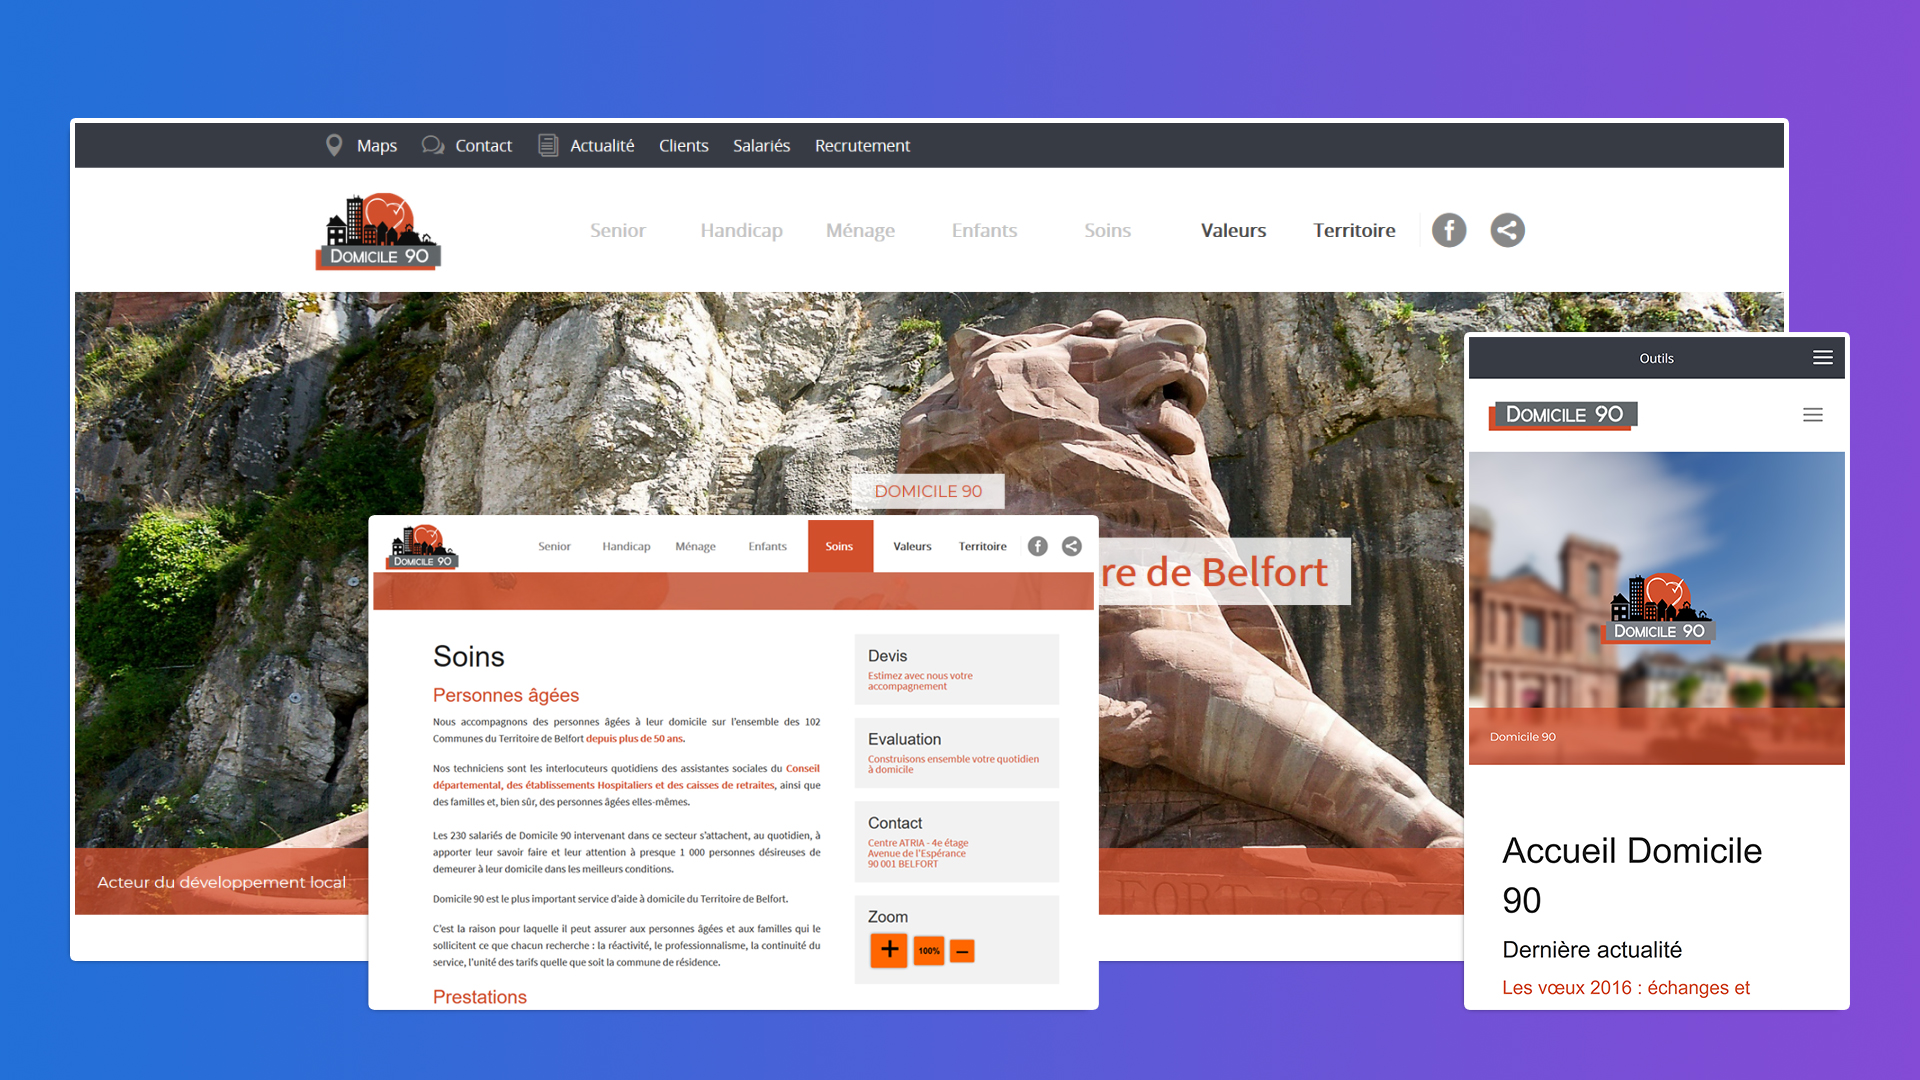 Maps Contact Actualité Clients Salariés Recrutement
DOMICILE 90
Senior Handicap Ménage Enfants Soins Valeurs Territoire
DOMICILE 90
re de Belfort
Acteur du développement local
FORT 1870-7
DOMICILE 90
Senior Handicap Ménage Enfants Soins Valeurs Territoire
Soins
Personnes âgées
Nous accompagnons des personnes âgées à leur domicile sur l'ensemble des 102
Communes du Territoire de Belfort depuis plus de 50 ans.
Nos techniciens sont les interlocuteurs quotidiens des assistantes sociales du Conseil
départemental, des établissements Hospitaliers et des caisses de retraites, ainsi que
des familles et, bien sûr, des personnes âgées elles-mêmes.
Les 230 salariés de Domicile 90 intervenant dans ce secteur s'attachent, au quotidien, à
apporter leur savoir faire et leur attention à presque 1 000 personnes désireuses de
demeurer à leur domicile dans les meilleurs conditions.
Domicile 90 est le plus important service d'aide à domicile du Territoire de Belfort.
C'est la raison pour laquelle il peut assurer aux personnes âgées et aux familles qui le
sollicitent ce que chacun recherche : la réactivité, le professionnalisme, la continuité du
service, l'unité des tarifs quelle que soit la commune de résidence.
Prestations
Devis
Estimez avec nous votre
accompagnement
Evaluation
Construisons ensemble votre quotidien
à domicile
Contact
Centre ATRIA - 4e étage
Avenue de l'Espérance
90 001 BELFORT
Zoom
+ 100% –
Outils
DOMICILE 90
DOMICILE 90
Domicile 90
Accueil Domicile
90
Dernière actualité
Les vœux 2016 : échanges et